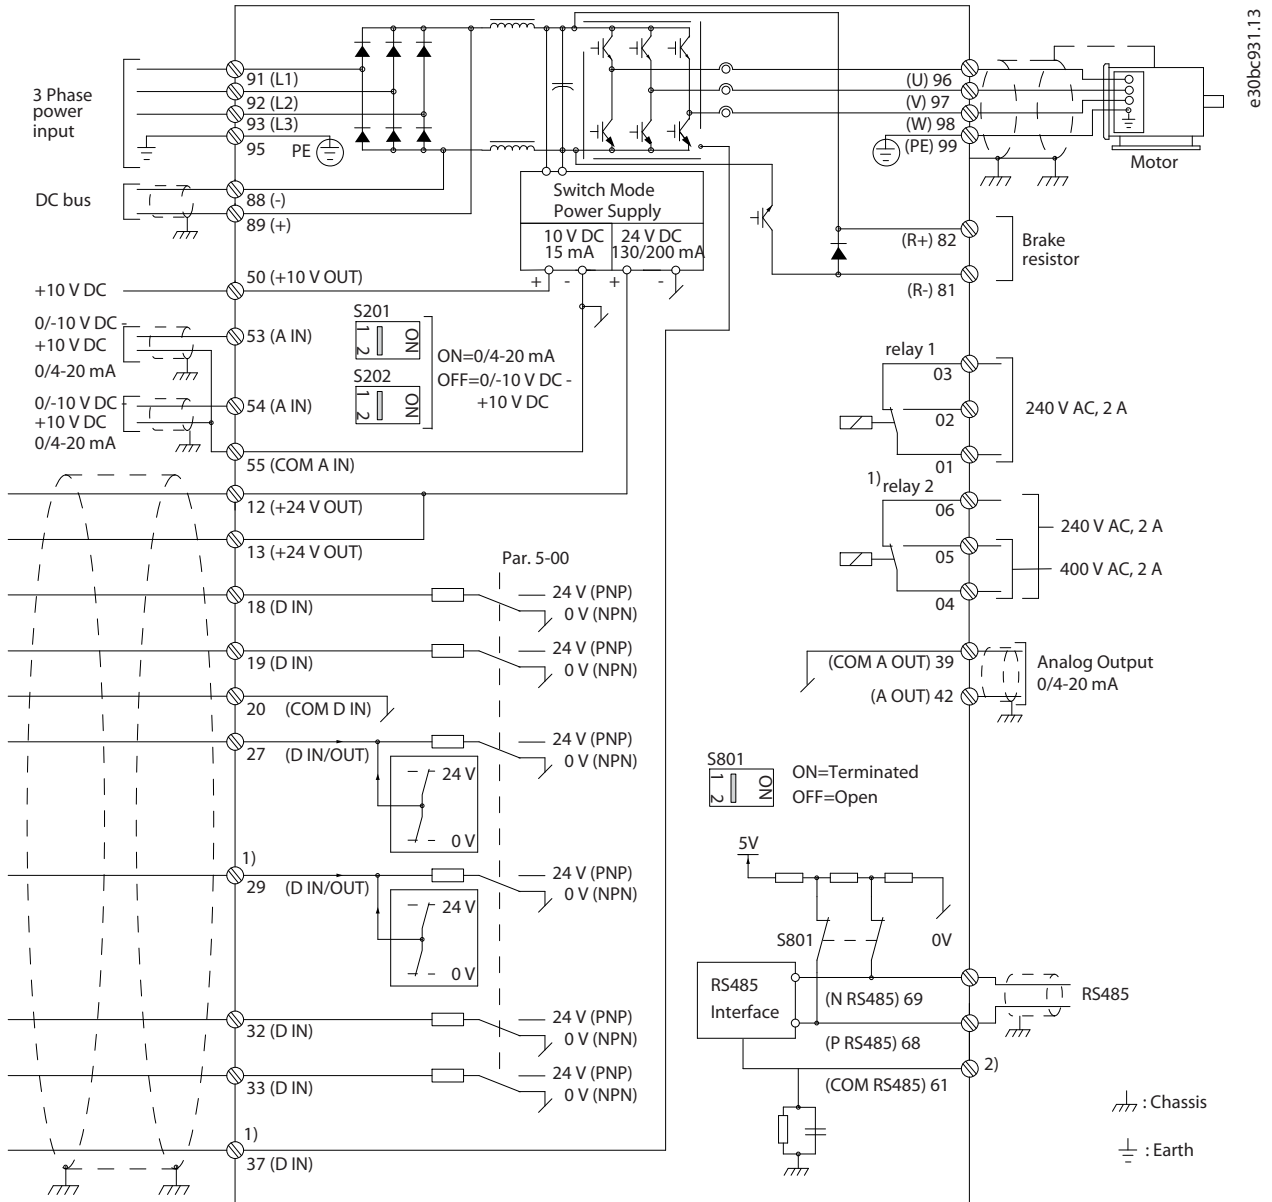 e30bc931.13
3 Phase
power
input
91 (L1)
92 (L2)
93 (L3)
95
PE
DC bus
88 (-)
89 (+)
Switch Mode
Power Supply
10 V DC
15 mA
24 V DC
130/200 mA
+
-
+
-
(U) 96
(V) 97
(W) 98
(PE) 99
Motor
(R+) 82
(R-) 81
Brake
resistor
+10 V DC
50 (+10 V OUT)
0/-10 V DC -
+10 V DC
0/4-20 mA
53 (A IN)
0/-10 V DC -
+10 V DC
0/4-20 mA
54 (A IN)
55 (COM A IN)
S201
1 2
ON
S202
1 2
ON
ON=0/4-20 mA
OFF=0/-10 V DC -
+10 V DC
relay 1
03
02
01
240 V AC, 2 A
1)
relay 2
06
05
04
240 V AC, 2 A
400 V AC, 2 A
12 (+24 V OUT)
13 (+24 V OUT)
Par. 5-00
18 (D IN)
24 V (PNP)
0 V (NPN)
19 (D IN)
24 V (PNP)
0 V (NPN)
20 (COM D IN)
27 (D IN/OUT)
24 V (PNP)
0 V (NPN)
24 V
0 V
1)
29 (D IN/OUT)
24 V (PNP)
0 V (NPN)
24 V
0 V
32 (D IN)
24 V (PNP)
0 V (NPN)
33 (D IN)
24 V (PNP)
0 V (NPN)
1)
37 (D IN)
(COM A OUT) 39
(A OUT) 42
Analog Output
0/4-20 mA
S801
1 2
ON
ON=Terminated
OFF=Open
5V
S801
0V
RS485
Interface
(N RS485) 69
(P RS485) 68
(COM RS485) 61
RS485
2)
: Chassis
: Earth